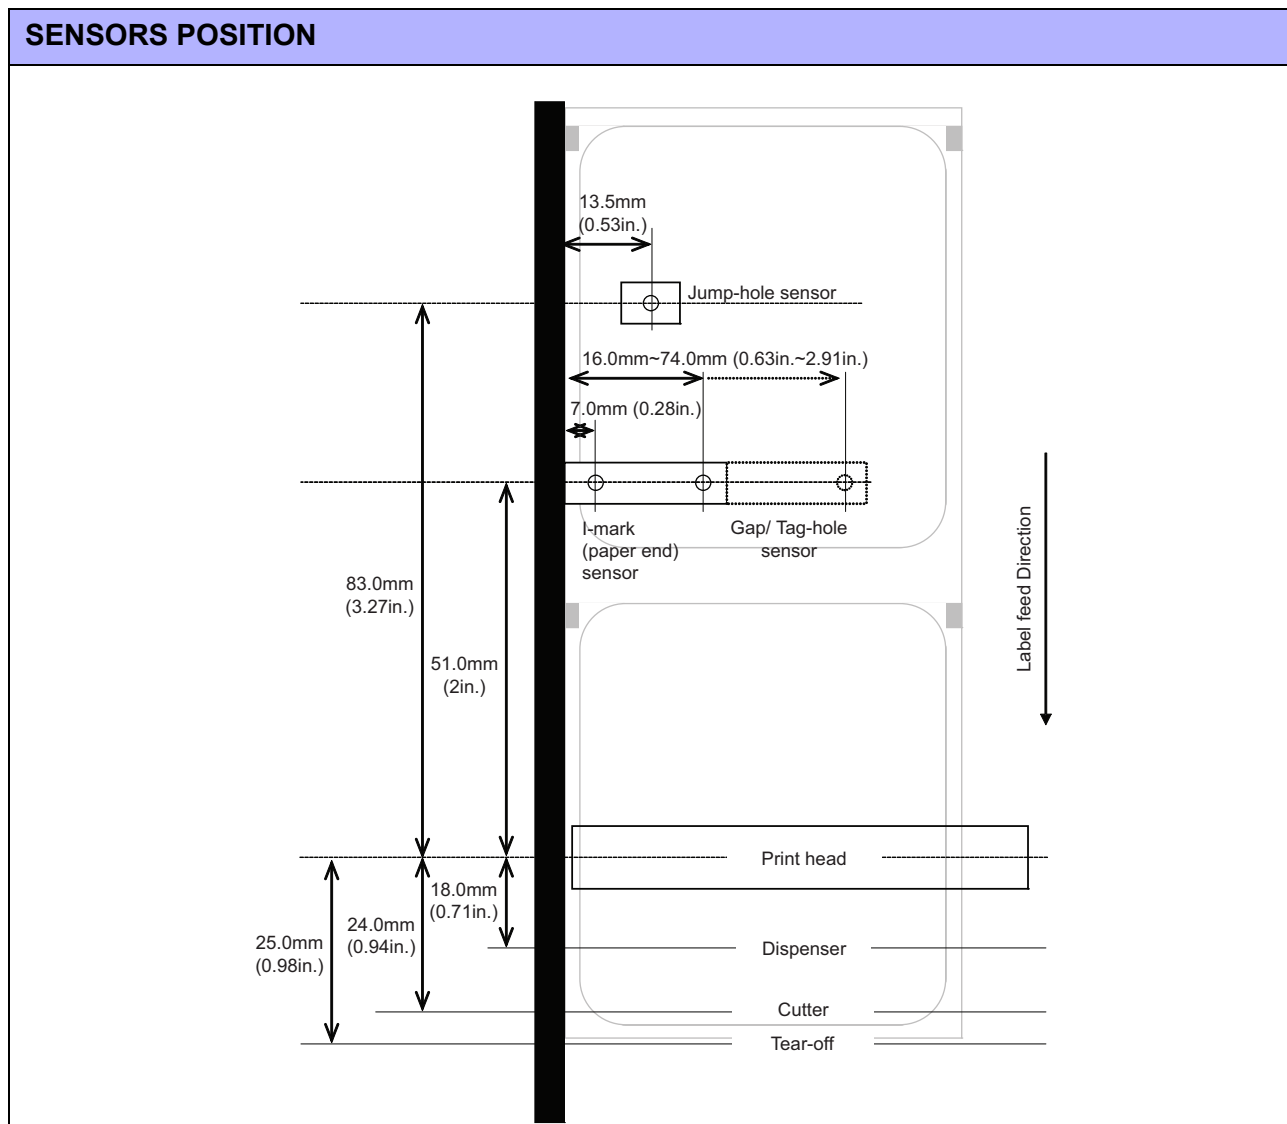 SENSORS POSITION
13.5mm
(0.53in.)
Jump-hole sensor
16.0mm~74.0mm (0.63in.~2.91in.)
7.0mm (0.28in.)
I-mark
(paper end)
sensor
Gap/ Tag-hole
sensor
83.0mm
(3.27in.)
51.0mm
(2in.)
Label feed Direction
Print head
18.0mm
(0.71in.)
24.0mm
(0.94in.)
25.0mm
(0.98in.)
Dispenser
Cutter
Tear-off